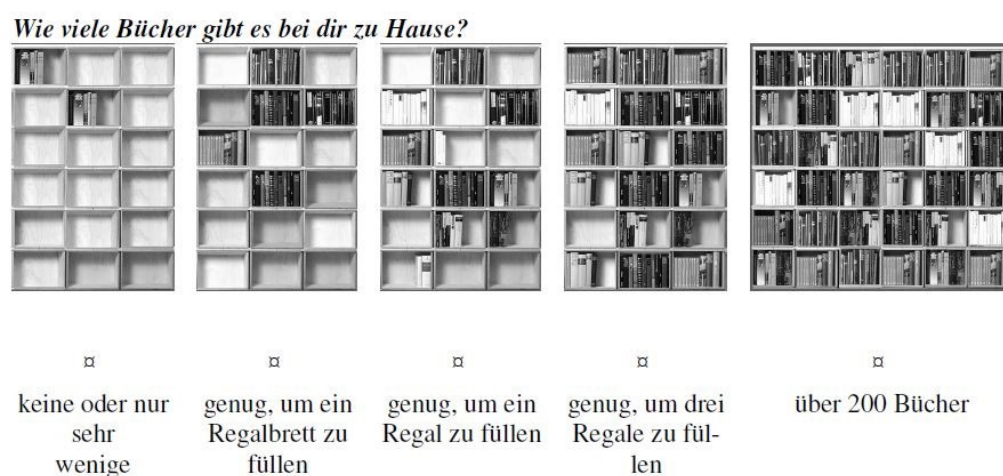 Wie viele Bücher gibt es bei dir zu Hause?
¤ ¤ ¤ ¤ ¤
keine oder nur
sehr
wenige
genug, um ein
Regalbrett zu
füllen
genug, um ein
Regal zu füllen
genug, um drei
Regale zu fül-
len
über 200 Bücher